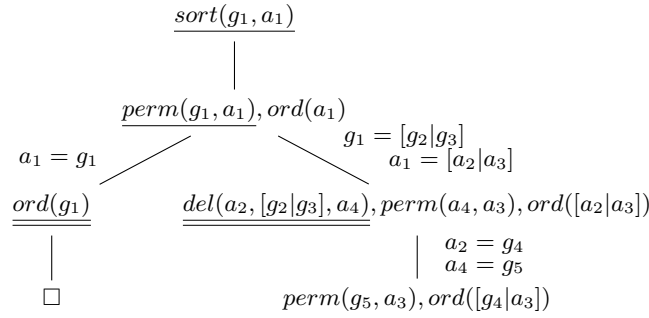 sort(g₁, a₁)
perm(g₁, a₁), ord(a₁)
a₁ = g₁
g₁ = [g₂|g₃]
a₁ = [a₂|a₃]
ord(g₁)
del(a₂, [g₂|g₃], a₄), perm(a₄, a₃), ord([a₂|a₃])
a₂ = g₄
a₄ = g₅
□
perm(g₅, a₃), ord([g₄|a₃])